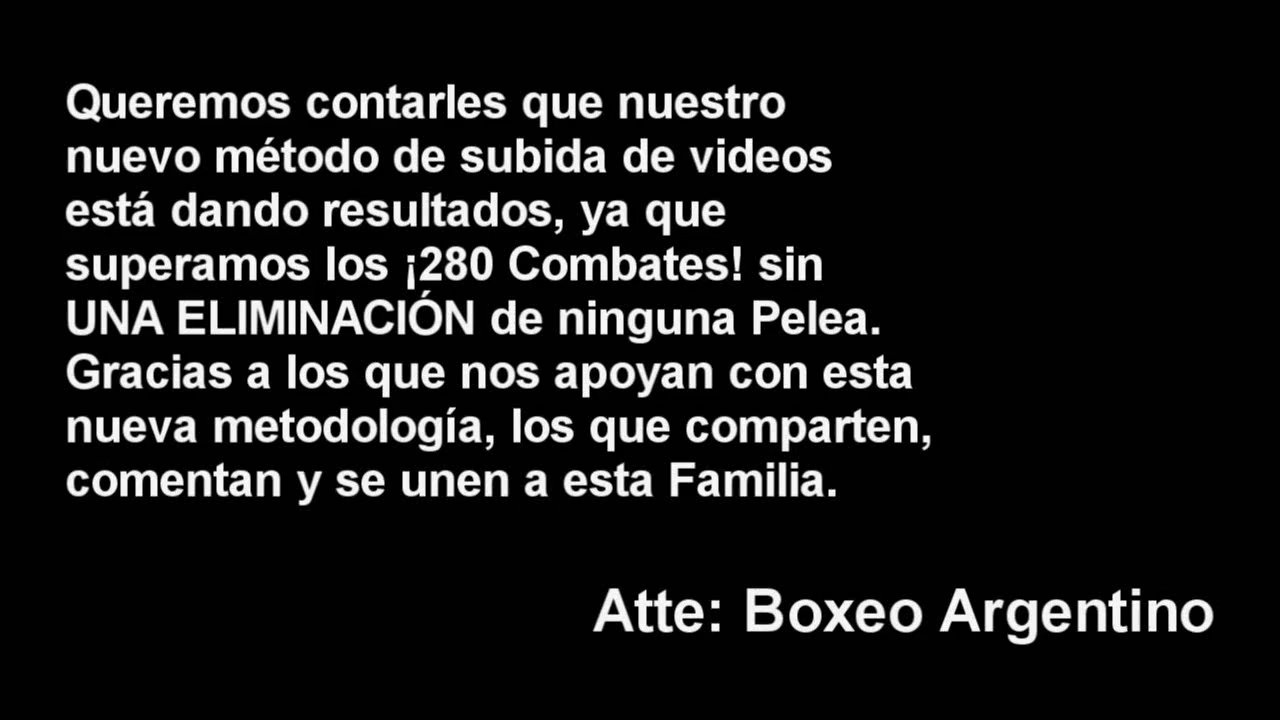 Queremos contarles que nuestro
nuevo método de subida de videos
está dando resultados, ya que
superamos los ¡280 Combates! sin
UNA ELIMINACIÓN de ninguna Pelea.
Gracias a los que nos apoyan con esta
nueva metodología, los que comparten,
comentan y se unen a esta Familia.
Atte: Boxeo Argentino